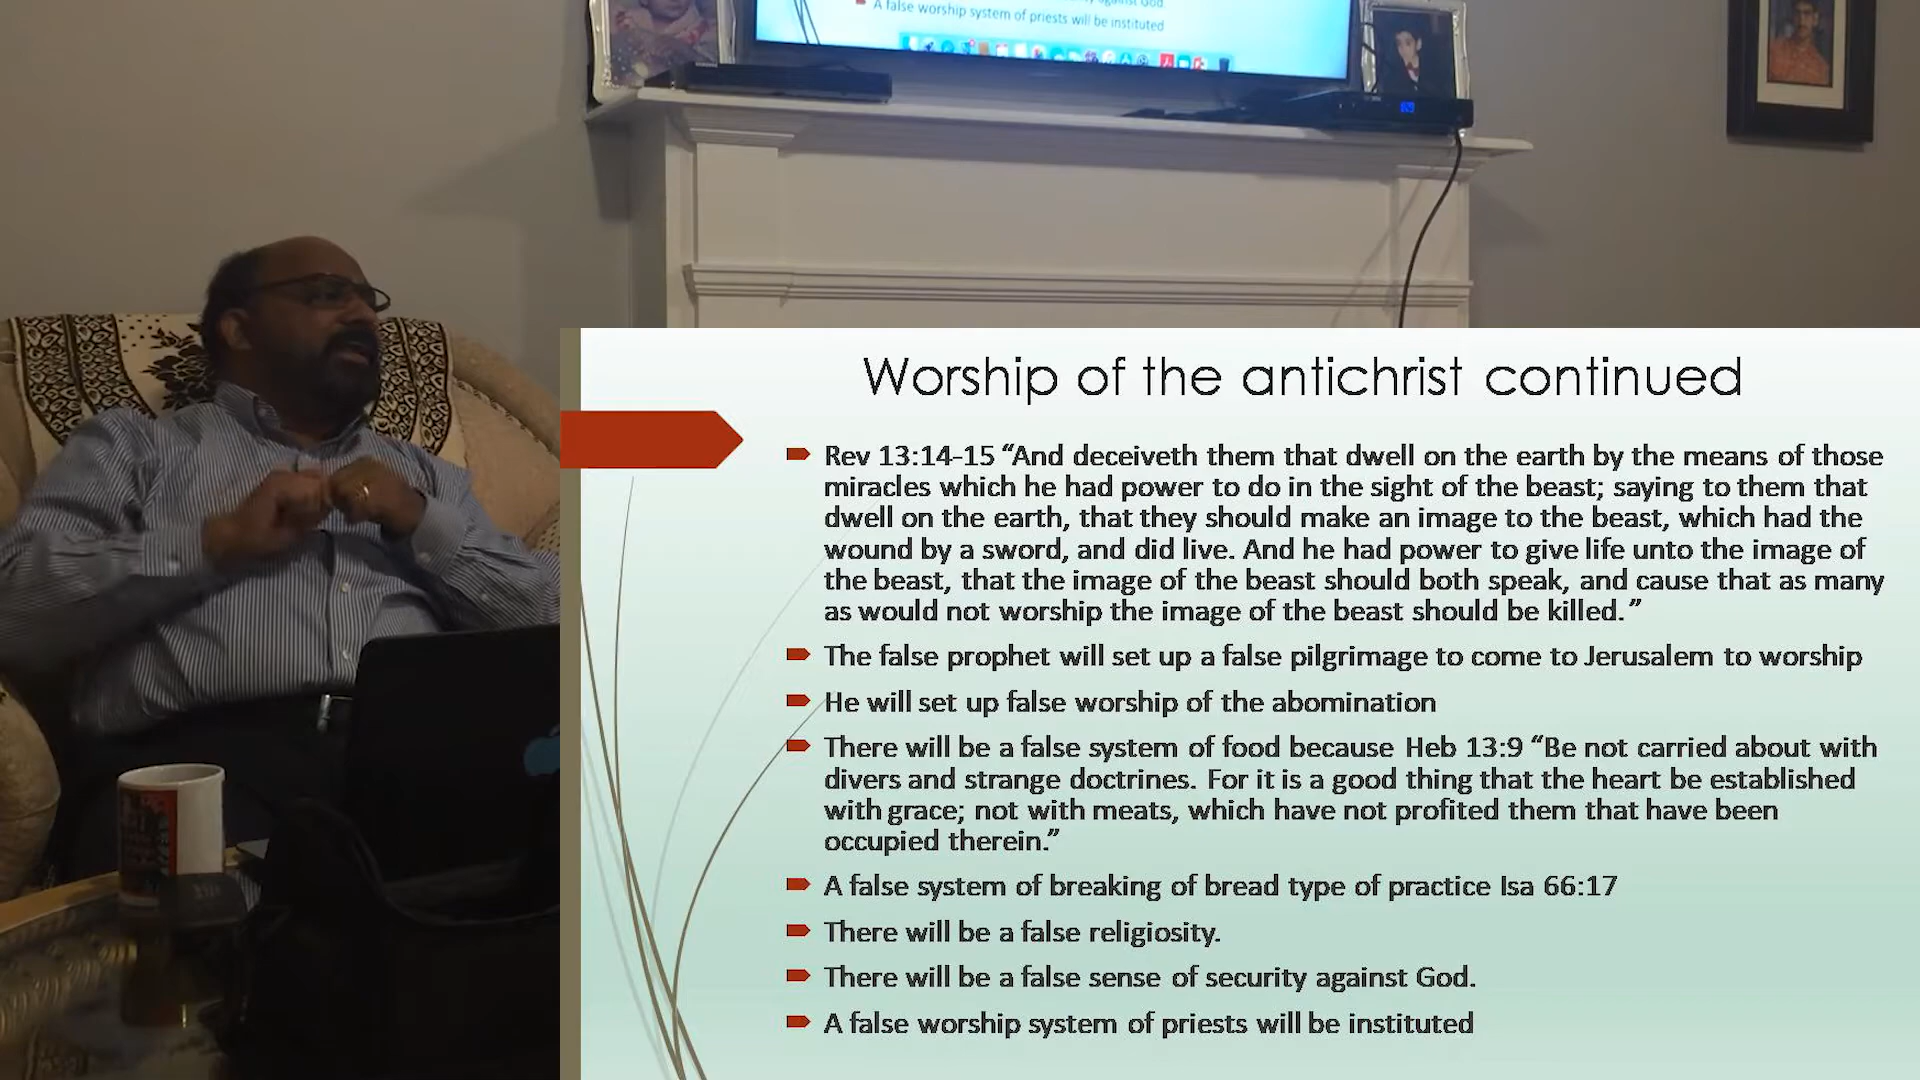 A false worship system of priests will be instituted
Worship of the antichrist continued
Rev 13:14-15 “And deceiveth them that dwell on the earth by the means of those
miracles which he had power to do in the sight of the beast; saying to them that
dwell on the earth, that they should make an image to the beast, which had the
wound by a sword, and did live. And he had power to give life unto the image of
the beast, that the image of the beast should both speak, and cause that as many
as would not worship the image of the beast should be killed.”
The false prophet will set up a false pilgrimage to come to Jerusalem to worship
He will set up false worship of the abomination
There will be a false system of food because Heb 13:9 “Be not carried about with
divers and strange doctrines. For it is a good thing that the heart be established
with grace; not with meats, which have not profited them that have been
occupied therein.”
A false system of breaking of bread type of practice Isa 66:17
There will be a false religiosity.
There will be a false sense of security against God.
A false worship system of priests will be instituted